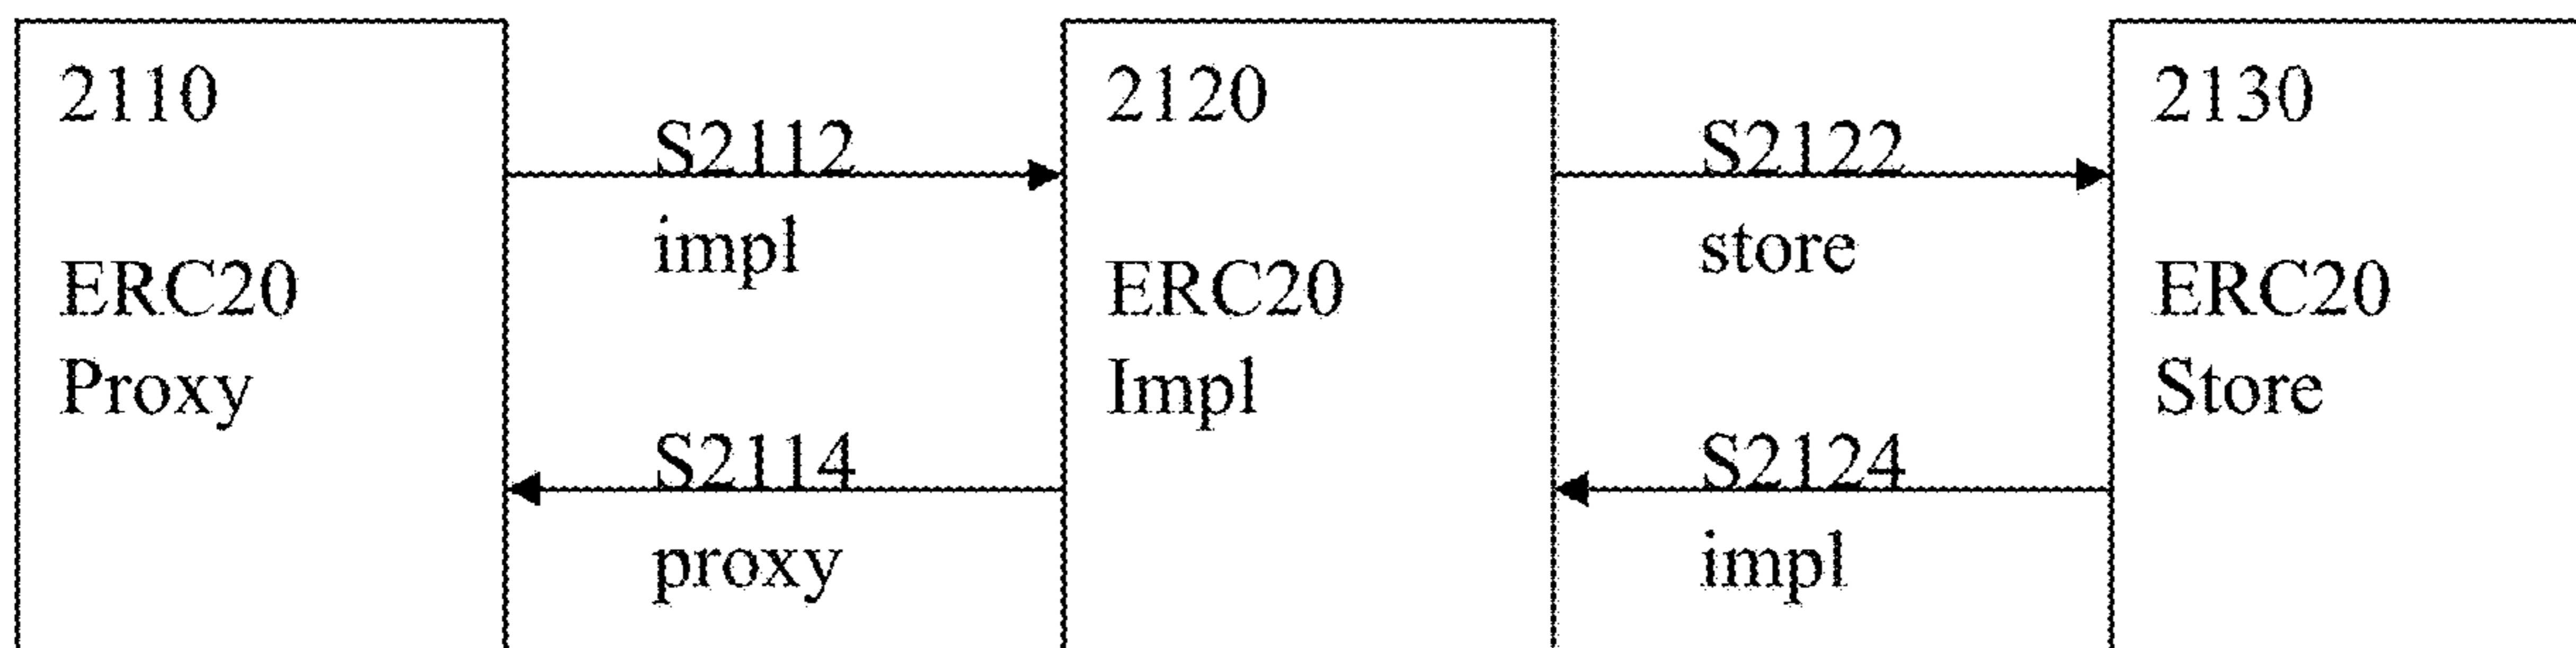 2110
ERC20
Proxy
S2112
impl
S2114
proxy
2120
ERC20
Impl
S2122
store
S2124
impl
2130
ERC20
Store